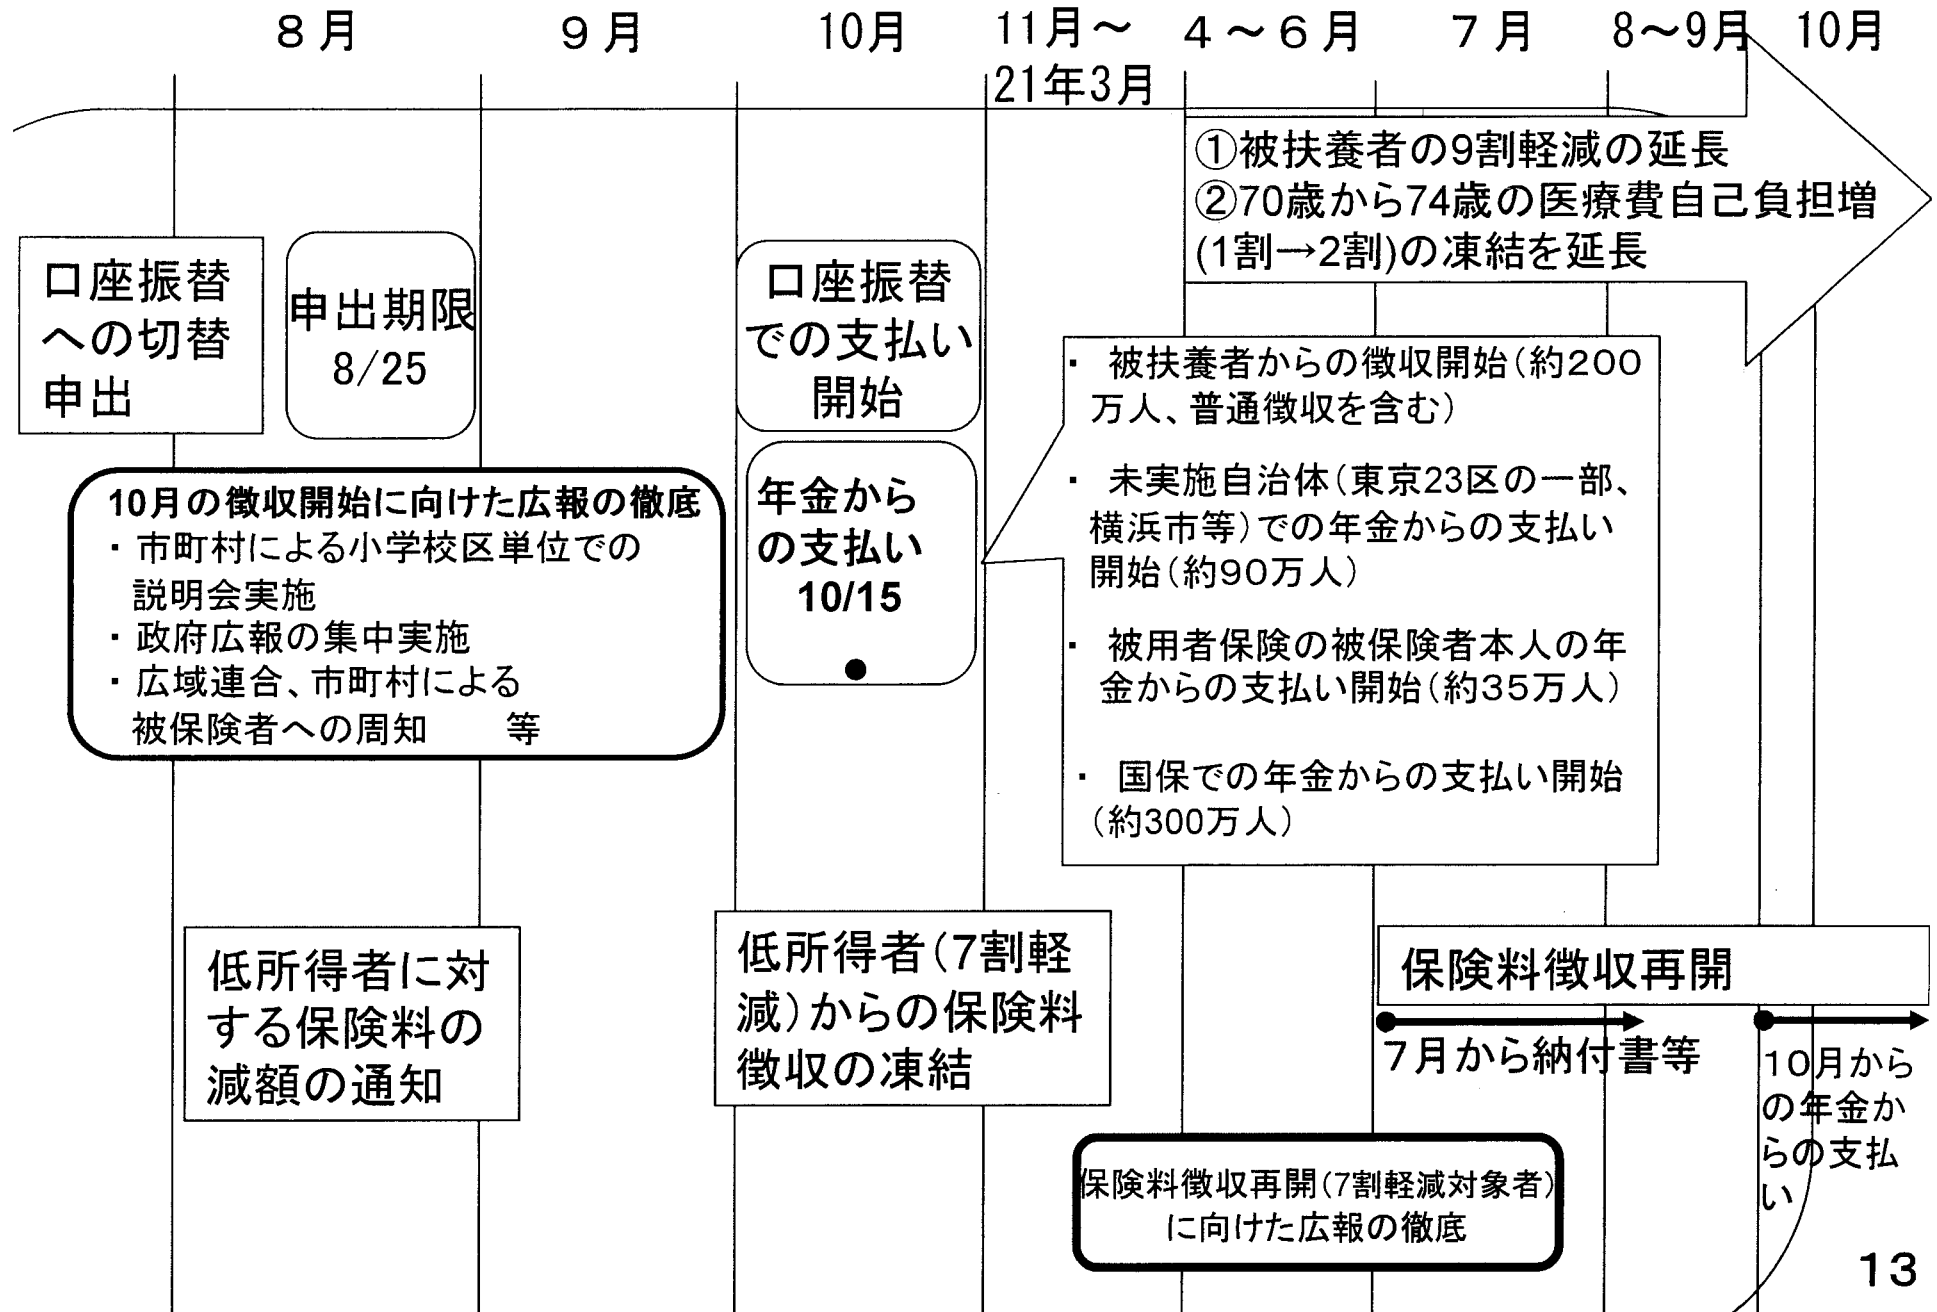 ８月
９月
10月
11月～
21年3月
４～６月
７月
8～9月
10月
①被扶養者の9割軽減の延長
②70歳から74歳の医療費自己負担増
(1割→2割)の凍結を延長
口座振替
への切替
申出
申出期限
8/25
口座振替
での支払い
開始
・ 被扶養者からの徴収開始（約２００
万人、普通徴収を含む）
・ 未実施自治体（東京23区の一部、
横浜市等）での年金からの支払い
開始（約９０万人）
・ 被用者保険の被保険者本人の年
金からの支払い開始（約３５万人）
・ 国保での年金からの支払い開始
（約300万人）
年金から
の支払い
10/15
10月の徴収開始に向けた広報の徹底
・市町村による小学校区単位での
説明会実施
・政府広報の集中実施
・広域連合、市町村による
被保険者への周知　　等
低所得者に対
する保険料の
減額の通知
低所得者（7割軽
減）からの保険料
徴収の凍結
保険料徴収再開
７月から納付書等
１０月から
の年金か
らの支払
い
保険料徴収再開（7割軽減対象者）
に向けた広報の徹底
13